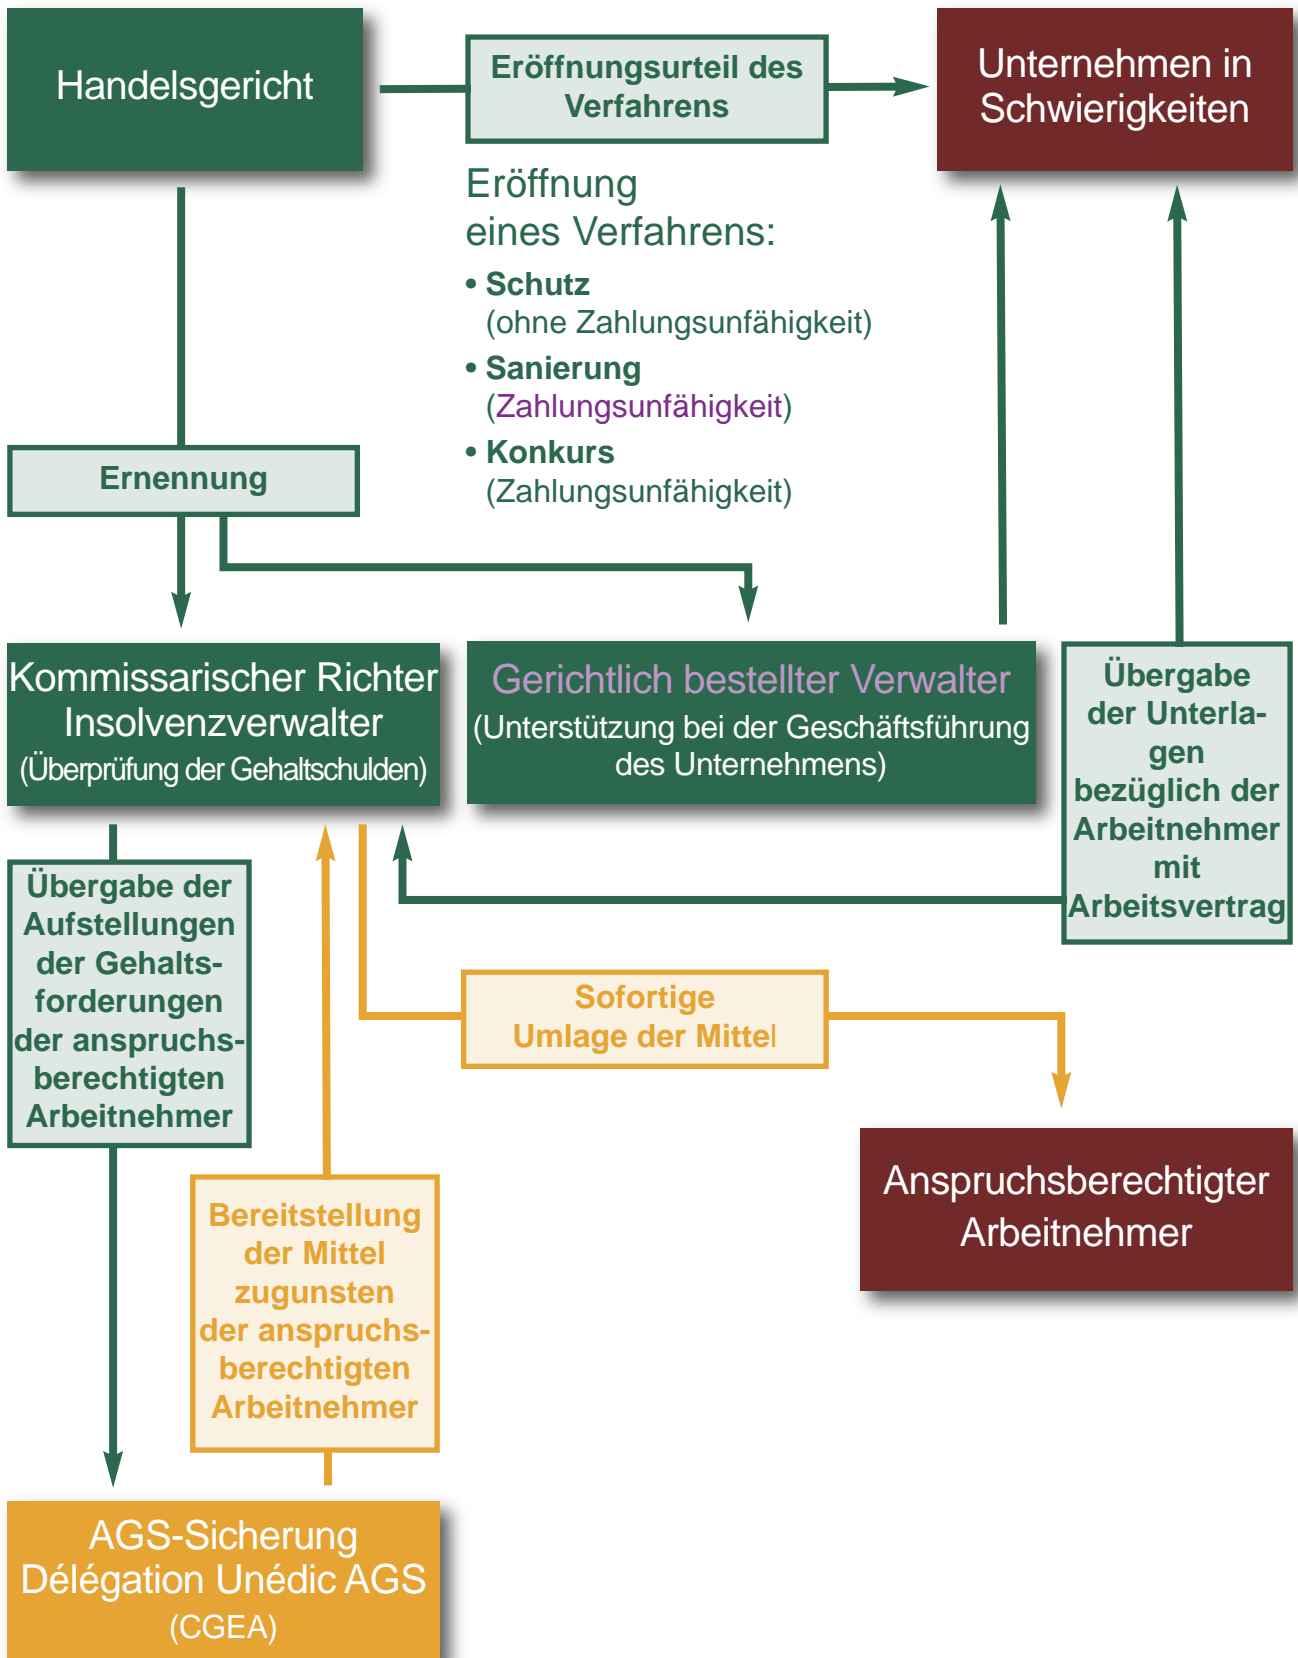 Handelsgericht
Eröffnungsurteil des
Verfahrens
Unternehmen in
Schwierigkeiten
Eröffnung
eines Verfahrens:
• Schutz
(ohne Zahlungsunfähigkeit)
• Sanierung
(Zahlungsunfähigkeit)
• Konkurs
(Zahlungsunfähigkeit)
Ernennung
Kommissarischer Richter
Insolvenzverwalter
(Überprüfung der Gehaltschulden)
Gerichtlich bestellter Verwalter
(Unterstützung bei der Geschäftsführung
des Unternehmens)
Übergabe
der Unterla-
gen
bezüglich der
Arbeitnehmer
mit
Arbeitsvertrag
Übergabe der
Aufstellungen
der Gehalts-
forderungen
der anspruchs-
berechtigten
Arbeitnehmer
Sofortige
Umlage der Mittel
Anspruchsberechtigter
Arbeitnehmer
Bereitstellung
der Mittel
zugunsten
der anspruchs-
berechtigten
Arbeitnehmer
AGS-Sicherung
Délégation Unédic AGS
(CGEA)